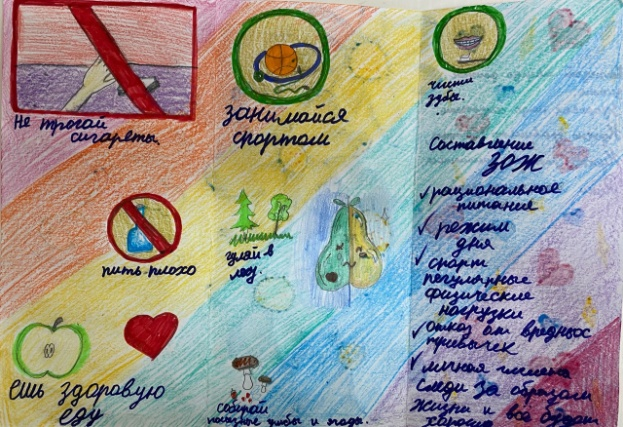 Не трогай
сигареты.
занимайся
спортом
чисти
зубы.
Составление
ЗОЖ
рациональное
питание
режим
дня
спорт
регулярные
физические
нагрузки
отказ от вредных
привычек
личная гигиена
следи за образом
жизни и все будет
хорошо
пить плохо
гуляй в
лесу.
ешь здоровую
еду
собирай
полезные грибы и ягоды.